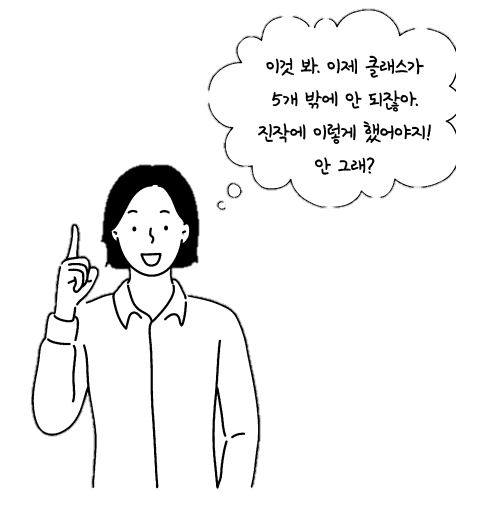 이것 봐. 이제 클래스가
5개 밖에 안 되잖아.
진작에 이렇게 했어야지!
안 그래?